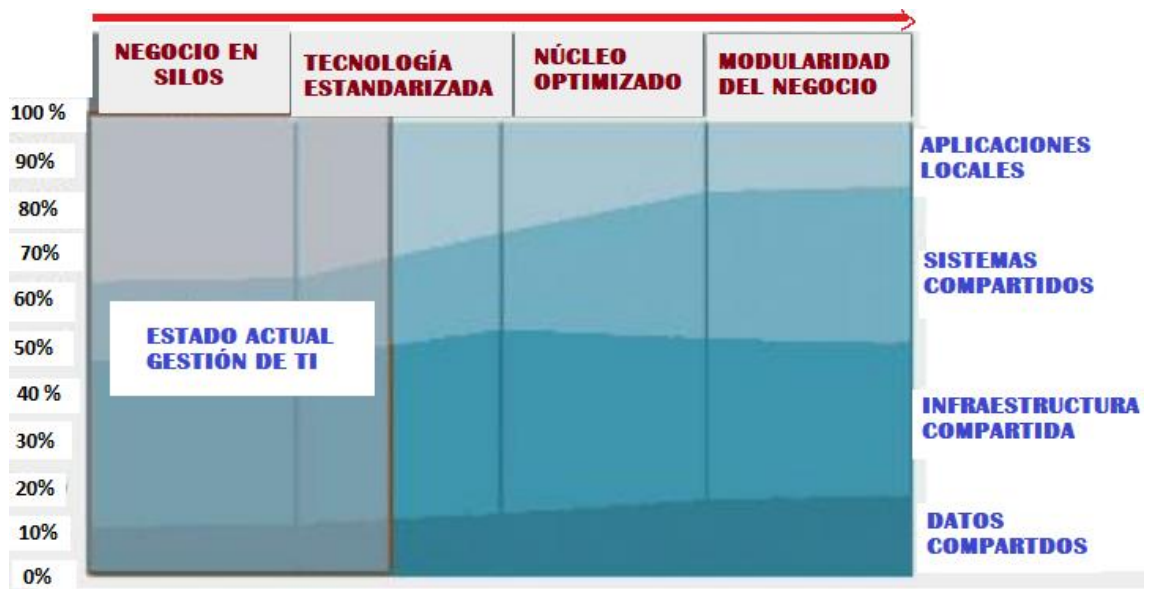 NEGOCIO EN
SILOS
TECNOLOGÍA
ESTANDARIZADA
NÚCLEO
OPTIMIZADO
MODULARIDAD
DEL NEGOCIO
100 %
90%
80%
70%
60%
50%
40 %
30%
20%
10%
0%
ESTADO ACTUAL
GESTIÓN DE TI
APLICACIONES
LOCALES
SISTEMAS
COMPARTIDOS
INFRAESTRUCTURA
COMPARTIDA
DATOS
COMPARTDOS